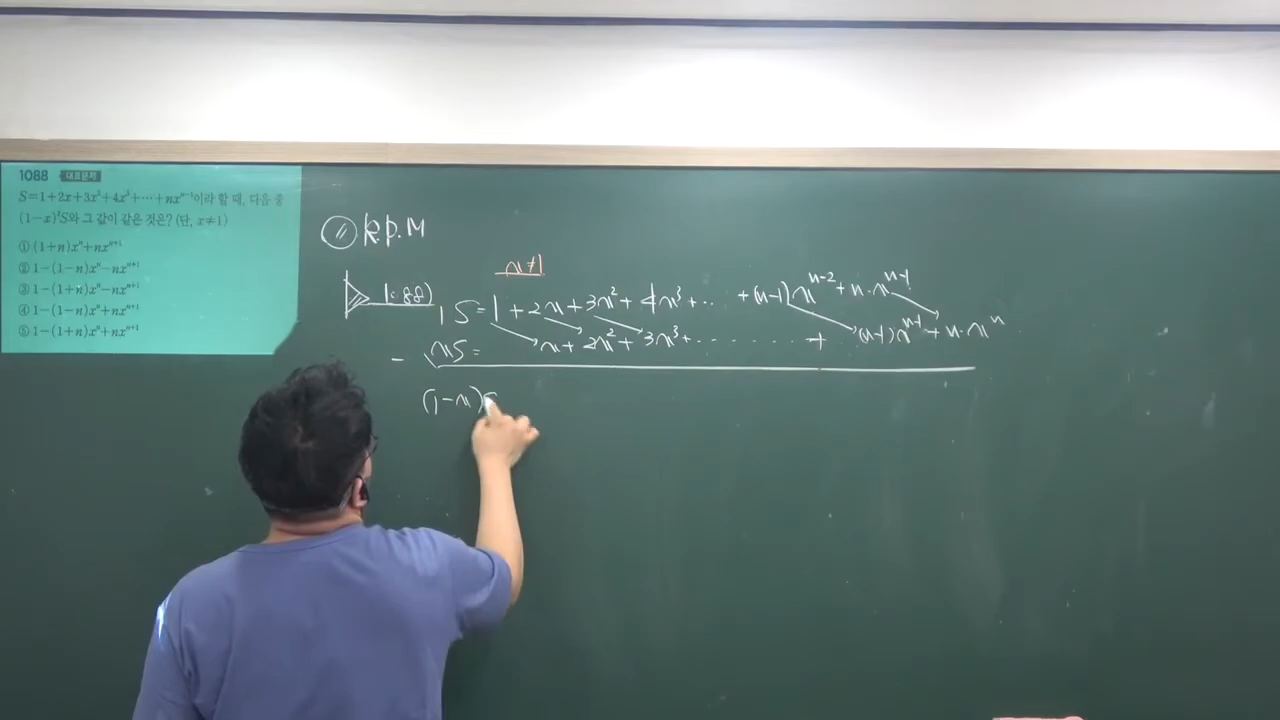 1088 대표문제
S=1+2x+3x²+4x³+⋯+nxⁿ⁻¹이라 할 때, 다음 중
(1-x)²S와 그 값이 같은 것은? (단, x≠1)
① (1+n)xⁿ+nxⁿ⁺¹
② 1-(1-n)xⁿ-nxⁿ⁺¹
③ 1-(1+n)xⁿ-nxⁿ⁺¹
④ 1-(1-n)xⁿ+nxⁿ⁺¹
⑤ 1-(1+n)xⁿ+nxⁿ⁺¹
R.P.M
x≠1
1088) 1S=1+2x+3x²+4x³+⋯+(n-1)xⁿ⁻²+n·xⁿ⁻¹
- xS= x+2x²+3x³+⋯⋯+(n-1)xⁿ⁻¹+n·xⁿ
(1-x)S